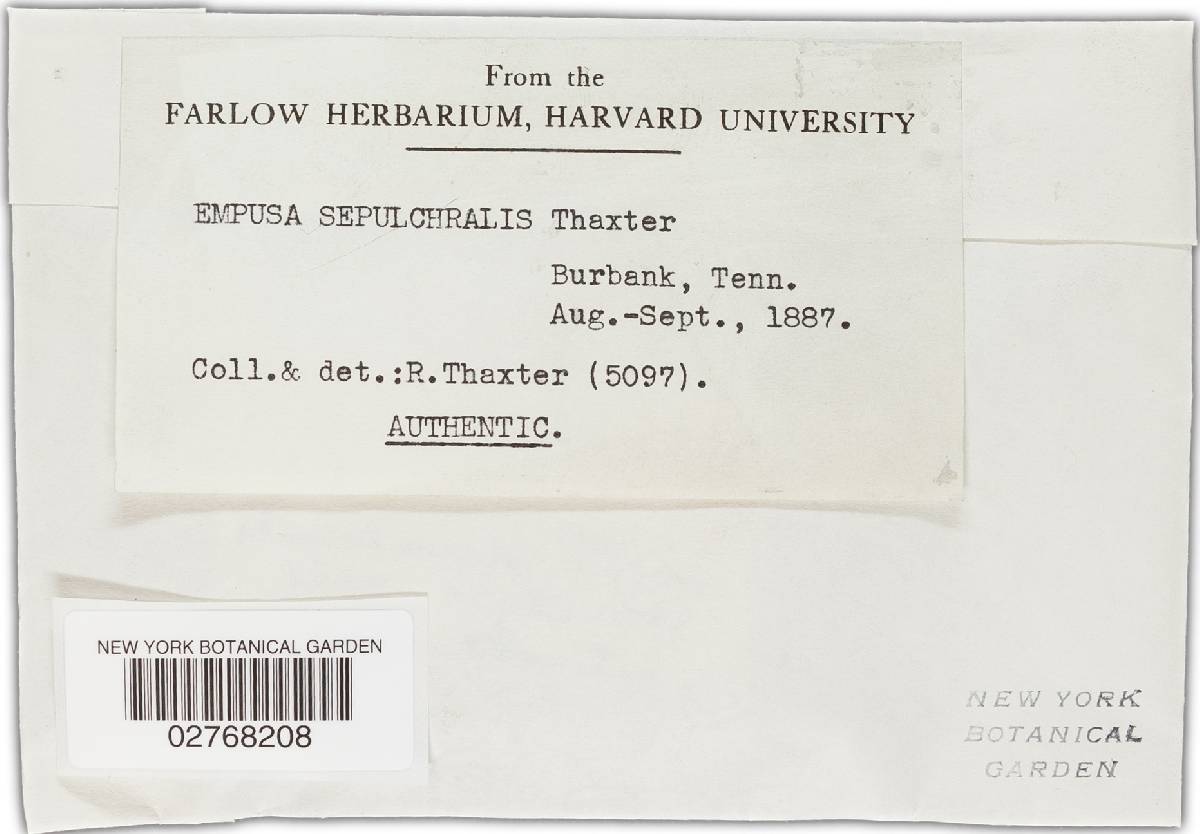 From the
FARLOW HERBARIUM, HARVARD UNIVERSITY
EMPUSA SEPULCHRALIS Thaxter
Burbank, Tenn.
Aug.-Sept., 1887.
Coll.& det.:R.Thaxter (5097).
AUTHENTIC.
NEW YORK BOTANICAL GARDEN
02768208
NEW YORK
BOTANICAL
GARDEN